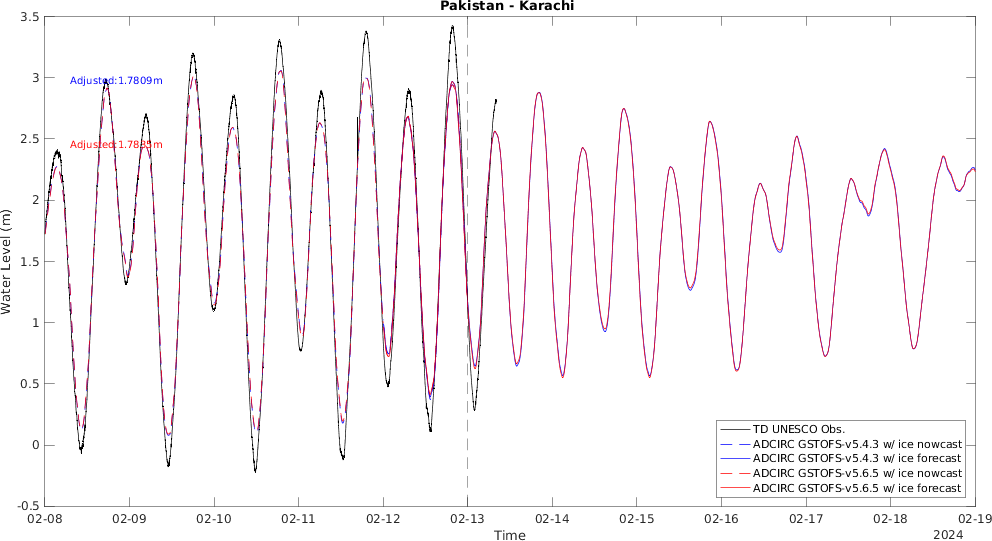 Pakistan - Karachi
Water Level (m)
3.5
3
2.5
2
1.5
1
0.5
0
-0.5
Adjusted:1.7809m
Adjusted:1.7835m
TD UNESCO Obs.
ADCIRC GSTOFS-v5.4.3 w/ ice nowcast
ADCIRC GSTOFS-v5.4.3 w/ ice forecast
ADCIRC GSTOFS-v5.6.5 w/ ice nowcast
ADCIRC GSTOFS-v5.6.5 w/ ice forecast
02-08 02-09 02-10 02-11 02-12 02-13 02-14 02-15 02-16 02-17 02-18 02-19
Time
2024